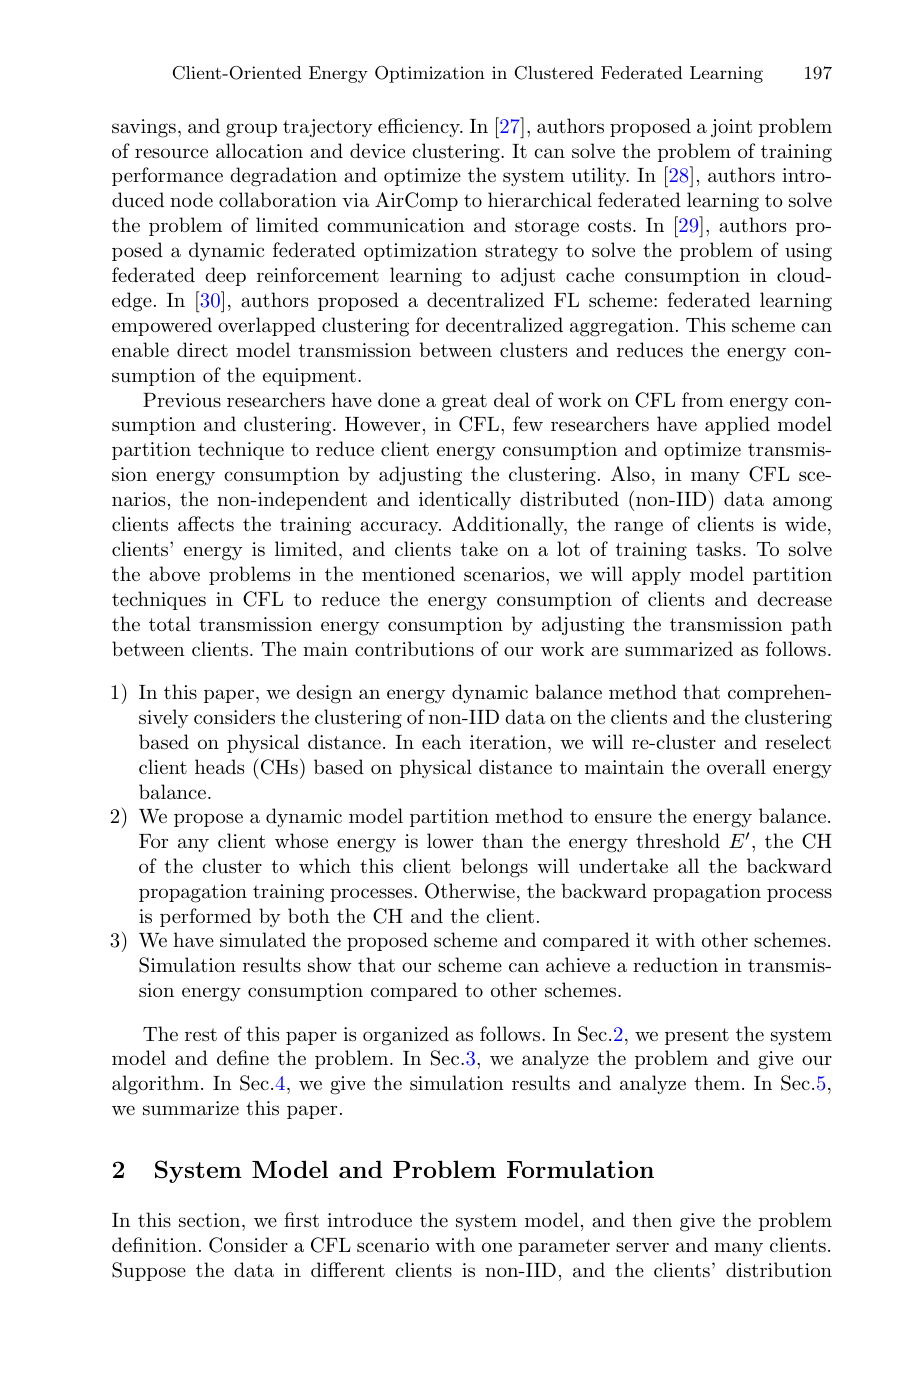 Client-Oriented Energy Optimization in Clustered Federated Learning 197
savings, and group trajectory efficiency. In [27], authors proposed a joint problem
of resource allocation and device clustering. It can solve the problem of training
performance degradation and optimize the system utility. In [28], authors intro-
duced node collaboration via AirComp to hierarchical federated learning to solve
the problem of limited communication and storage costs. In [29], authors pro-
posed a dynamic federated optimization strategy to solve the problem of using
federated deep reinforcement learning to adjust cache consumption in cloud-
edge. In [30], authors proposed a decentralized FL scheme: federated learning
empowered overlapped clustering for decentralized aggregation. This scheme can
enable direct model transmission between clusters and reduces the energy con-
sumption of the equipment.
Previous researchers have done a great deal of work on CFL from energy con-
sumption and clustering. However, in CFL, few researchers have applied model
partition technique to reduce client energy consumption and optimize transmis-
sion energy consumption by adjusting the clustering. Also, in many CFL sce-
narios, the non-independent and identically distributed (non-IID) data among
clients affects the training accuracy. Additionally, the range of clients is wide,
clients' energy is limited, and clients take on a lot of training tasks. To solve
the above problems in the mentioned scenarios, we will apply model partition
techniques in CFL to reduce the energy consumption of clients and decrease
the total transmission energy consumption by adjusting the transmission path
between clients. The main contributions of our work are summarized as follows.
1) In this paper, we design an energy dynamic balance method that comprehen-
sively considers the clustering of non-IID data on the clients and the clustering
based on physical distance. In each iteration, we will re-cluster and reselect
client heads (CHs) based on physical distance to maintain the overall energy
balance.
2) We propose a dynamic model partition method to ensure the energy balance.
For any client whose energy is lower than the energy threshold E′, the CH
of the cluster to which this client belongs will undertake all the backward
propagation training processes. Otherwise, the backward propagation process
is performed by both the CH and the client.
3) We have simulated the proposed scheme and compared it with other schemes.
Simulation results show that our scheme can achieve a reduction in transmis-
sion energy consumption compared to other schemes.
The rest of this paper is organized as follows. In Sec.2, we present the system
model and define the problem. In Sec.3, we analyze the problem and give our
algorithm. In Sec.4, we give the simulation results and analyze them. In Sec.5,
we summarize this paper.
2 System Model and Problem Formulation
In this section, we first introduce the system model, and then give the problem
definition. Consider a CFL scenario with one parameter server and many clients.
Suppose the data in different clients is non-IID, and the clients' distribution